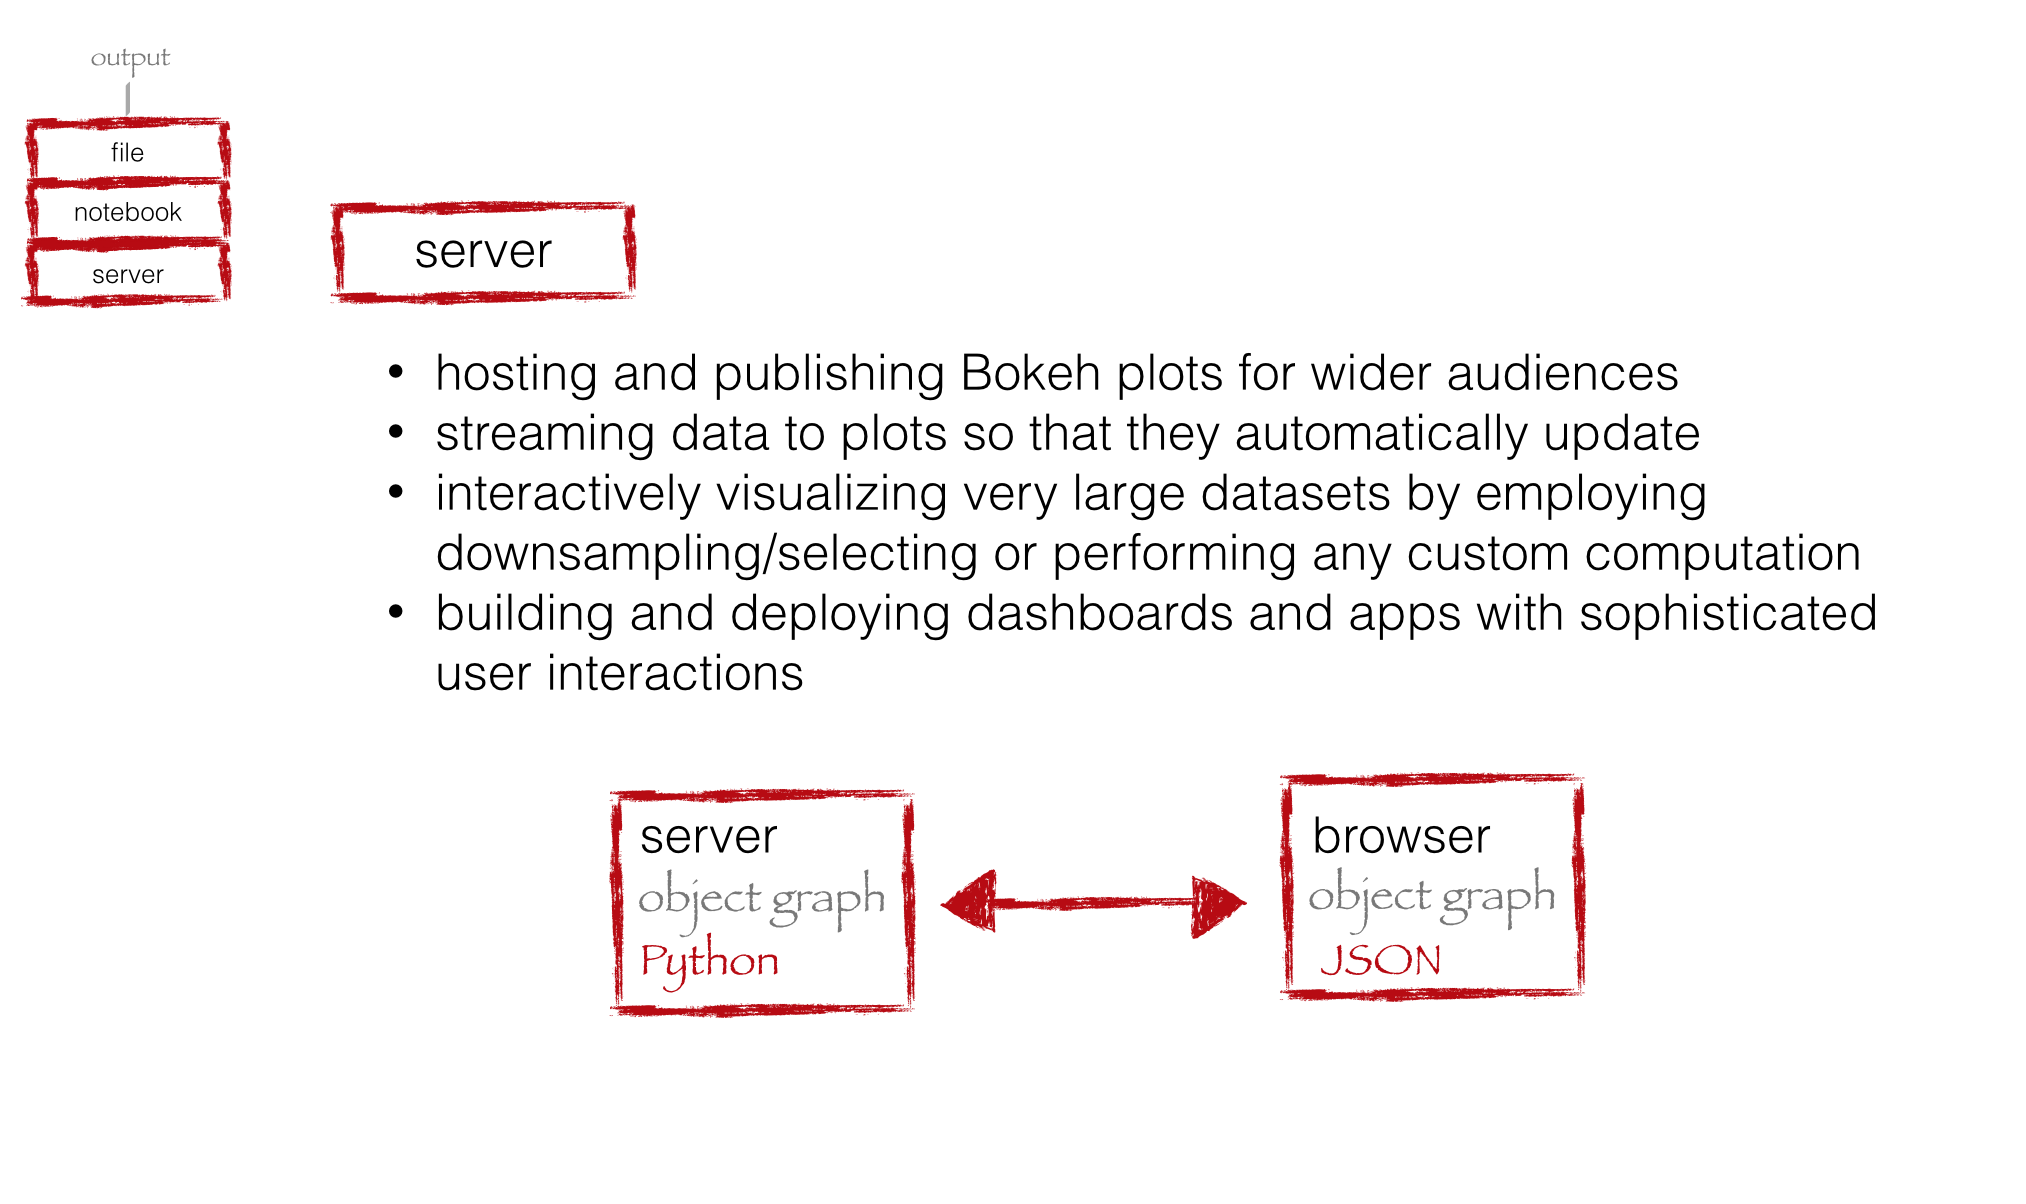 output
file
notebook
server
server
• hosting and publishing Bokeh plots for wider audiences
• streaming data to plots so that they automatically update
• interactively visualizing very large datasets by employing
downsampling/selecting or performing any custom computation
• building and deploying dashboards and apps with sophisticated
user interactions
server
object graph
Python
browser
object graph
JSON